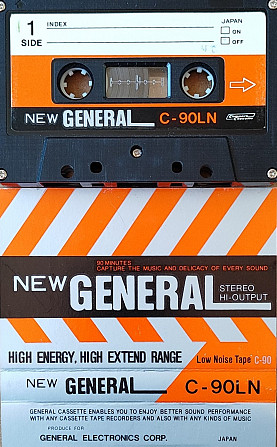 1 INDEX JAPAN
SIDE ON
OFF
NEW GENERAL C-90LN
90 MINUTES
CAPTURE THE MUSIC AND DELICACY OF EVERY SOUND
NEW GENERAL STEREO
HI-OUTPUT
HIGH ENERGY, HIGH EXTEND RANGE Low Noise Tape C-90
NEW GENERAL C-90LN
GENERAL CASSETTE ENABLES YOU TO ENJOY BETTER SOUND PERFORMANCE
WITH ANY CASSETTE TAPE RECORDERS AND ALSO WITH ANY KINDS OF MUSIC
PRODUCE FOR
GENERAL ELECTRONICS CORP. JAPAN